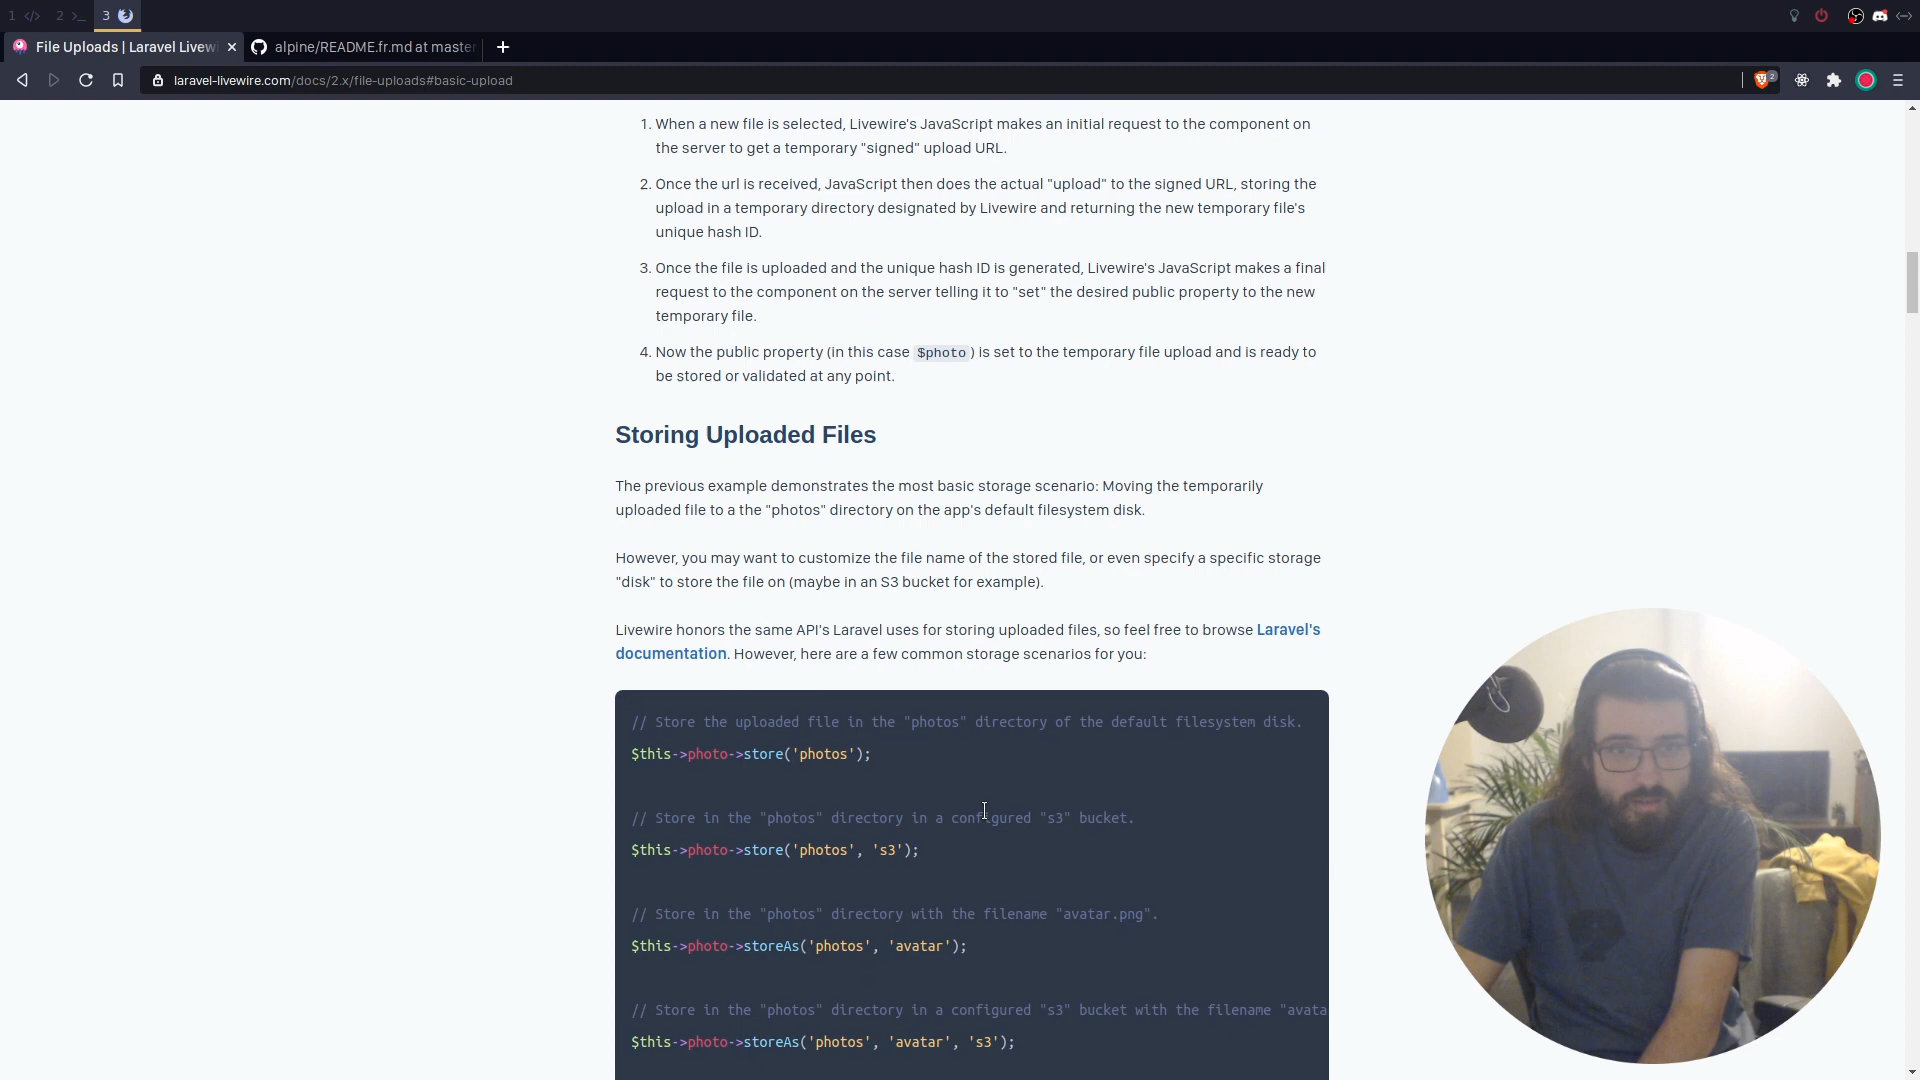 1 </> 2 >_ 3
File Uploads | Laravel Livewi
alpine/README.fr.md at master
laravel-livewire.com/docs/2.x/file-uploads#basic-upload
2
1. When a new file is selected, Livewire's JavaScript makes an initial request to the component on
the server to get a temporary "signed" upload URL.
2. Once the url is received, JavaScript then does the actual "upload" to the signed URL, storing the
upload in a temporary directory designated by Livewire and returning the new temporary file's
unique hash ID.
3. Once the file is uploaded and the unique hash ID is generated, Livewire's JavaScript makes a final
request to the component on the server telling it to "set" the desired public property to the new
temporary file.
4. Now the public property (in this case $photo ) is set to the temporary file upload and is ready to
be stored or validated at any point.
Storing Uploaded Files
The previous example demonstrates the most basic storage scenario: Moving the temporarily
uploaded file to a the "photos" directory on the app's default filesystem disk.
However, you may want to customize the file name of the stored file, or even specify a specific storage
"disk" to store the file on (maybe in an S3 bucket for example).
Livewire honors the same API's Laravel uses for storing uploaded files, so feel free to browse Laravel's
documentation. However, here are a few common storage scenarios for you:
// Store the uploaded file in the "photos" directory of the default filesystem disk.
$this->photo->store('photos');
// Store in the "photos" directory in a configured "s3" bucket.
$this->photo->store('photos', 's3');
// Store in the "photos" directory with the filename "avatar.png".
$this->photo->storeAs('photos', 'avatar');
// Store in the "photos" directory in a configured "s3" bucket with the filename "avata
$this->photo->storeAs('photos', 'avatar', 's3');